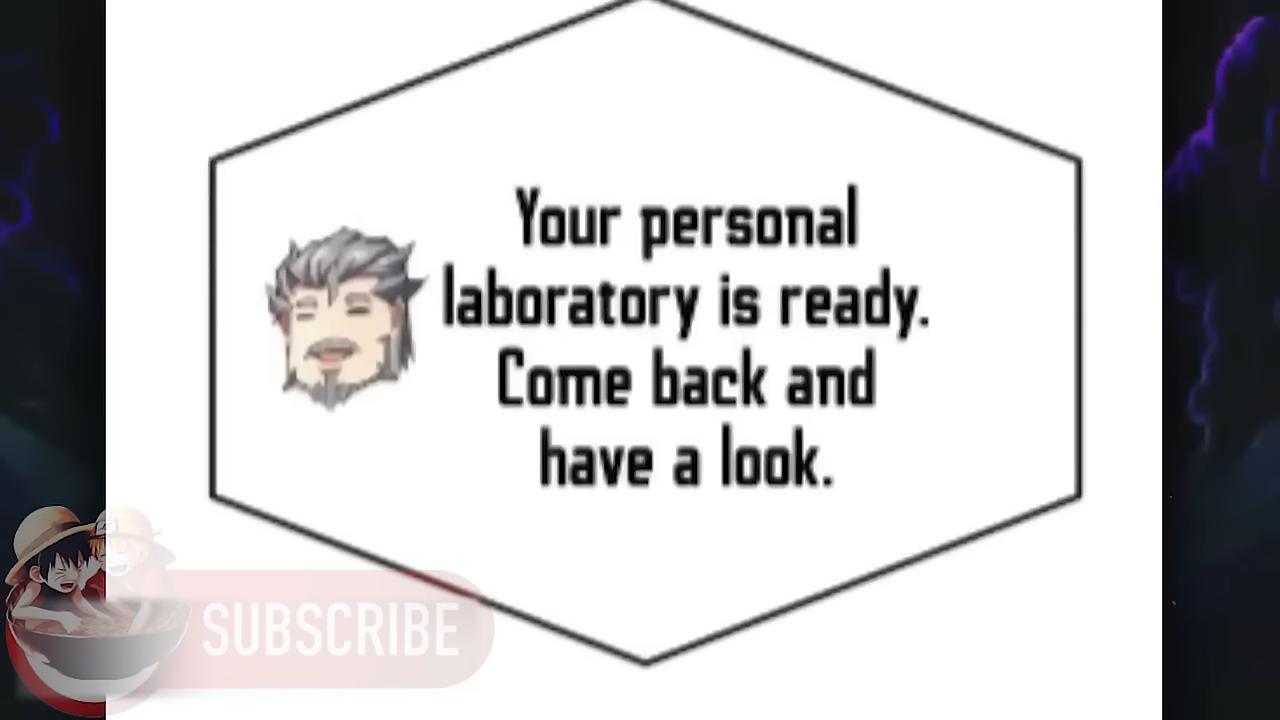 Your personal
laboratory is ready.
Come back and
have a look.
SUBSCRIBE